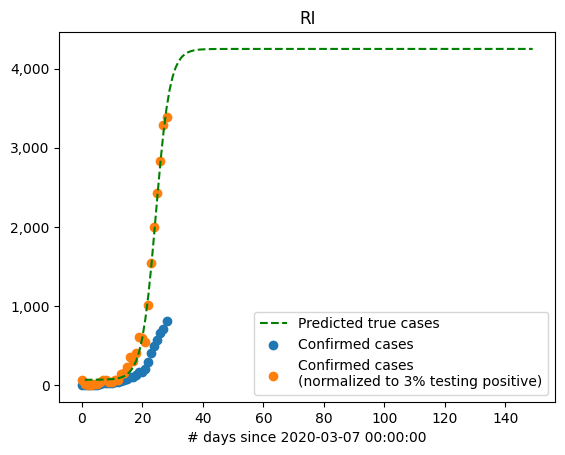 RI
4,000
3,000
2,000
1,000
0
0 20 40 60 80 100 120 140
# days since 2020-03-07 00:00:00
Predicted true cases
Confirmed cases
Confirmed cases
(normalized to 3% testing positive)